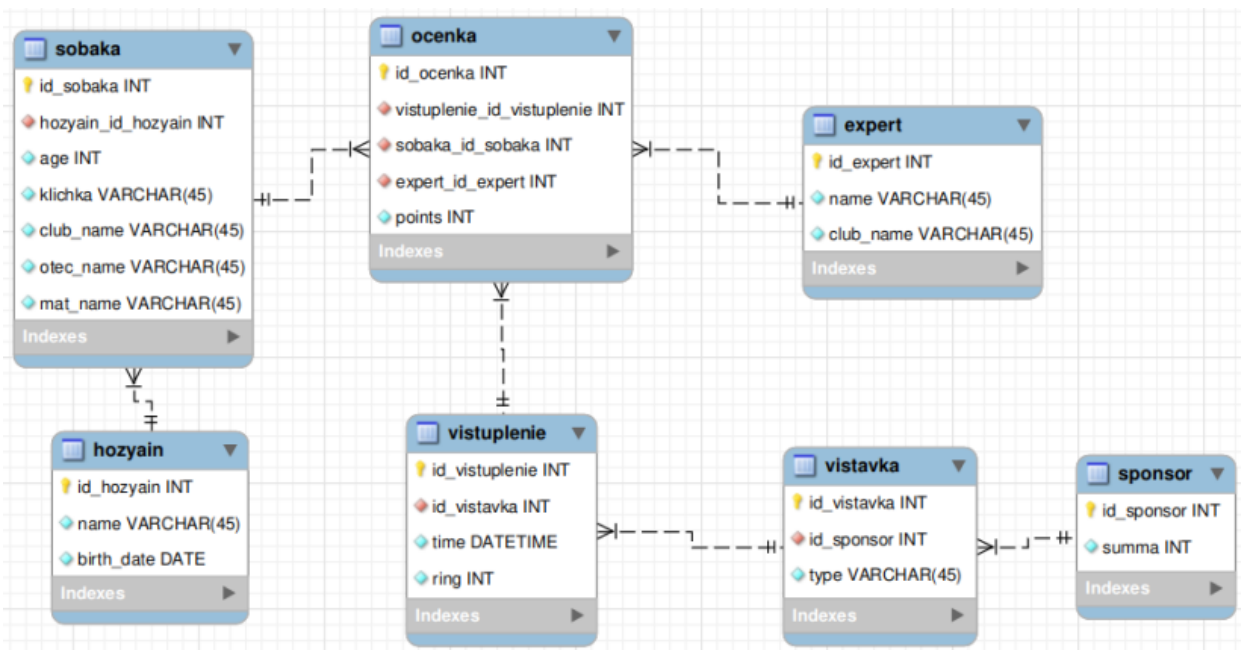 sobaka
id_sobaka INT
hozyain_id_hozyain INT
age INT
klichka VARCHAR(45)
club_name VARCHAR(45)
otec_name VARCHAR(45)
mat_name VARCHAR(45)
Indexes
ocenka
id_ocenka INT
vistuplenie_id_vistuplenie INT
sobaka_id_sobaka INT
expert_id_expert INT
points INT
Indexes
expert
id_expert INT
name VARCHAR(45)
club_name VARCHAR(45)
Indexes
hozyain
id_hozyain INT
name VARCHAR(45)
birth_date DATE
Indexes
vistuplenie
id_vistuplenie INT
id_vistavka INT
time DATETIME
ring INT
Indexes
vistavka
id_vistavka INT
id_sponsor INT
type VARCHAR(45)
Indexes
sponsor
id_sponsor INT
summa INT
Indexes